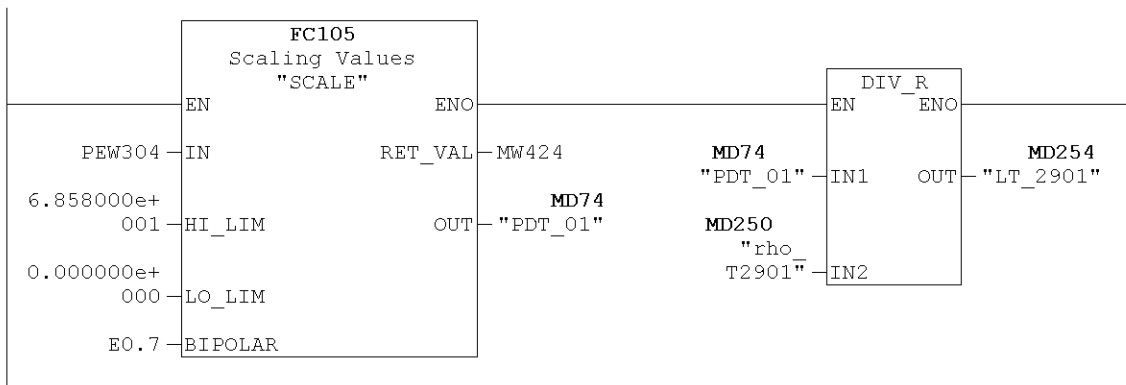 FC105
Scaling Values
"SCALE"
EN
ENO
PEW304
IN
RET_VAL
MW424
6.858000e+
001
HI_LIM
MD74
OUT
"PDT_01"
0.000000e+
000
LO_LIM
E0.7
BIPOLAR
DIV_R
EN
ENO
MD74
"PDT_01"
IN1
MD254
OUT
"LT_2901"
MD250
"rho_
T2901"
IN2